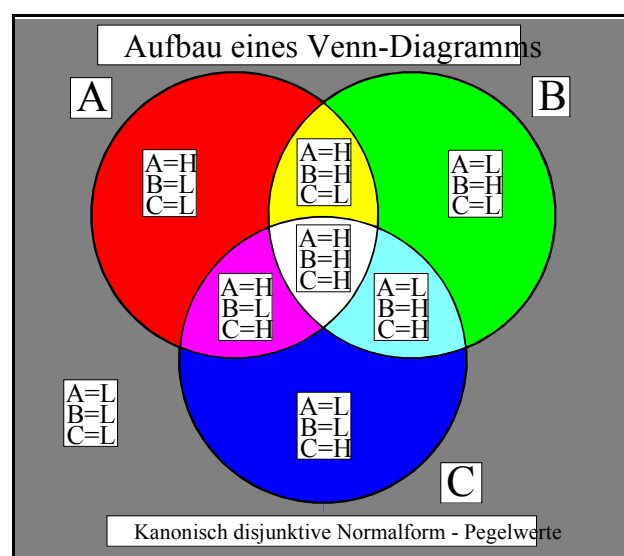 Aufbau eines Venn-Diagramms
A
B
A=H
B=L
C=L
A=H
B=H
C=L
A=L
B=H
C=L
A=H
B=H
C=H
A=H
B=L
C=H
A=L
B=H
C=H
A=L
B=L
C=L
A=L
B=L
C=H
C
Kanonisch disjunktive Normalform - Pegelwerte